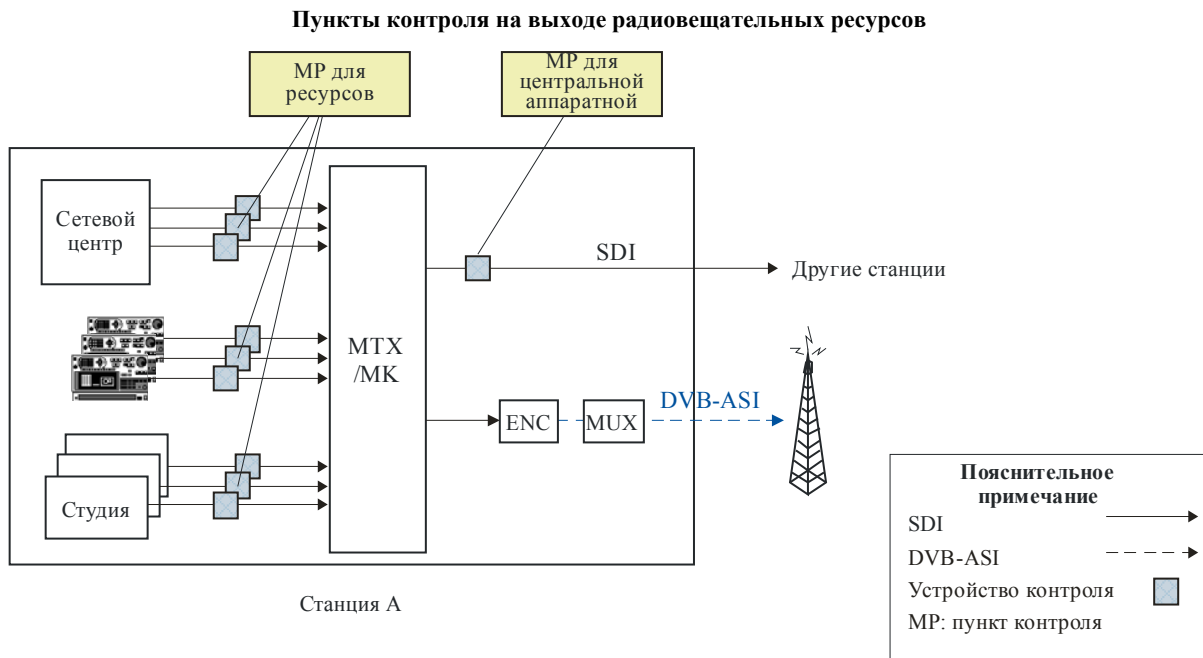 Пункты контроля на выходе радиовещательных ресурсов
МР для
ресурсов
МР для
центральной
аппаратной
Сетевой
центр
SDI
Другие станции
MTX
/MK
DVB-ASI
ENC
MUX
Студия
Станция А
Пояснительное
примечание
SDI
DVB-ASI
Устройство контроля
МР: пункт контроля